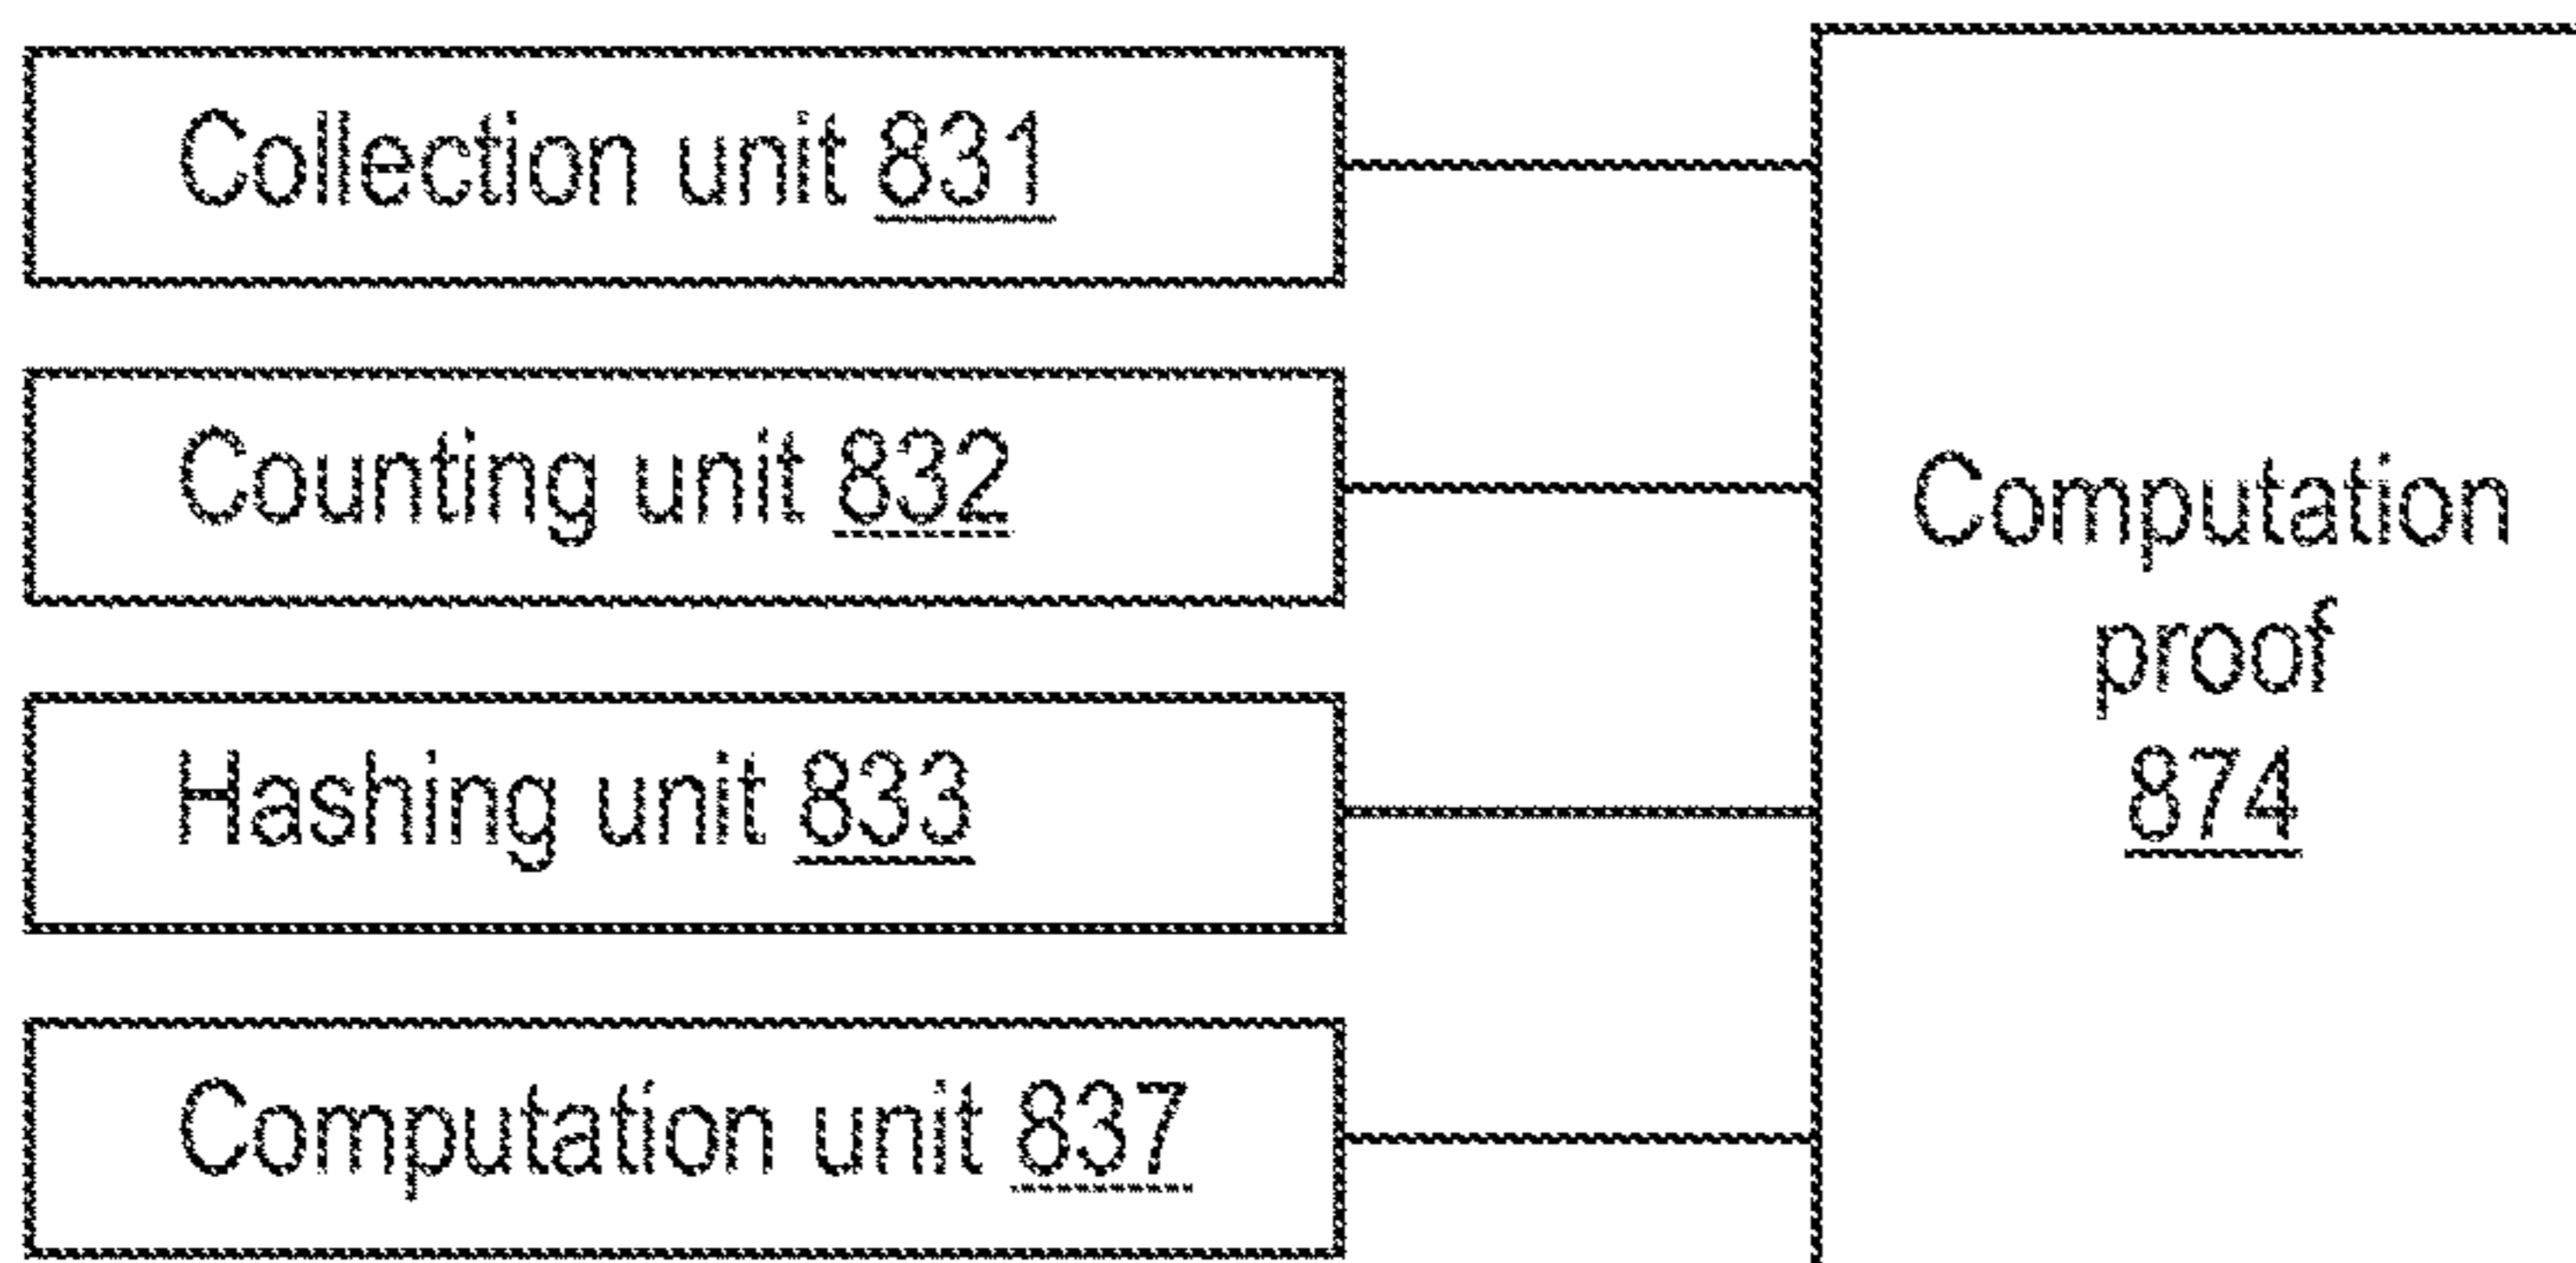 Collection unit 831
Counting unit 832
Hashing unit 833
Computation unit 837
Computation
proof
874